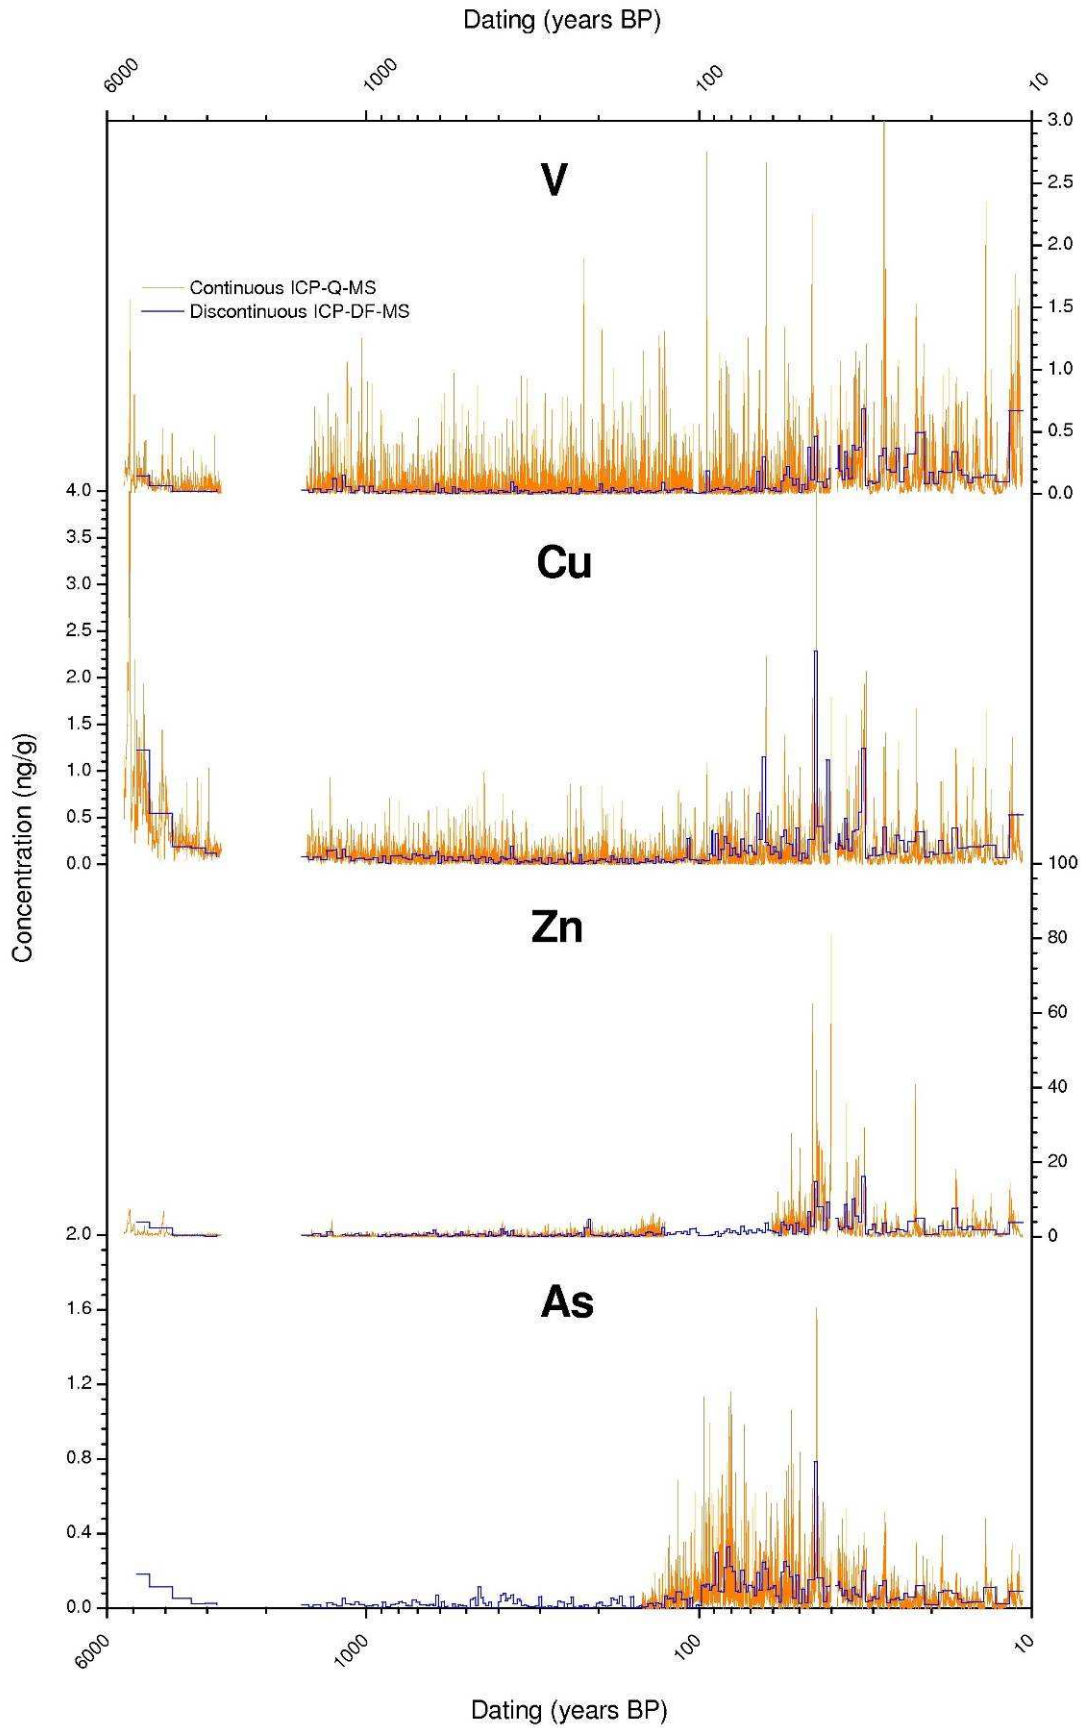 Dating (years BP)
6000 1000 100 10
V
Continuous ICP-Q-MS
Discontinuous ICP-DF-MS
3.0
2.5
2.0
1.5
1.0
0.5
0.0
Cu
4.0
3.5
3.0
2.5
2.0
1.5
1.0
0.5
0.0
Concentration (ng/g)
Zn
100
80
60
40
20
0
As
2.0
1.6
1.2
0.8
0.4
0.0
6000 1000 100 10
Dating (years BP)